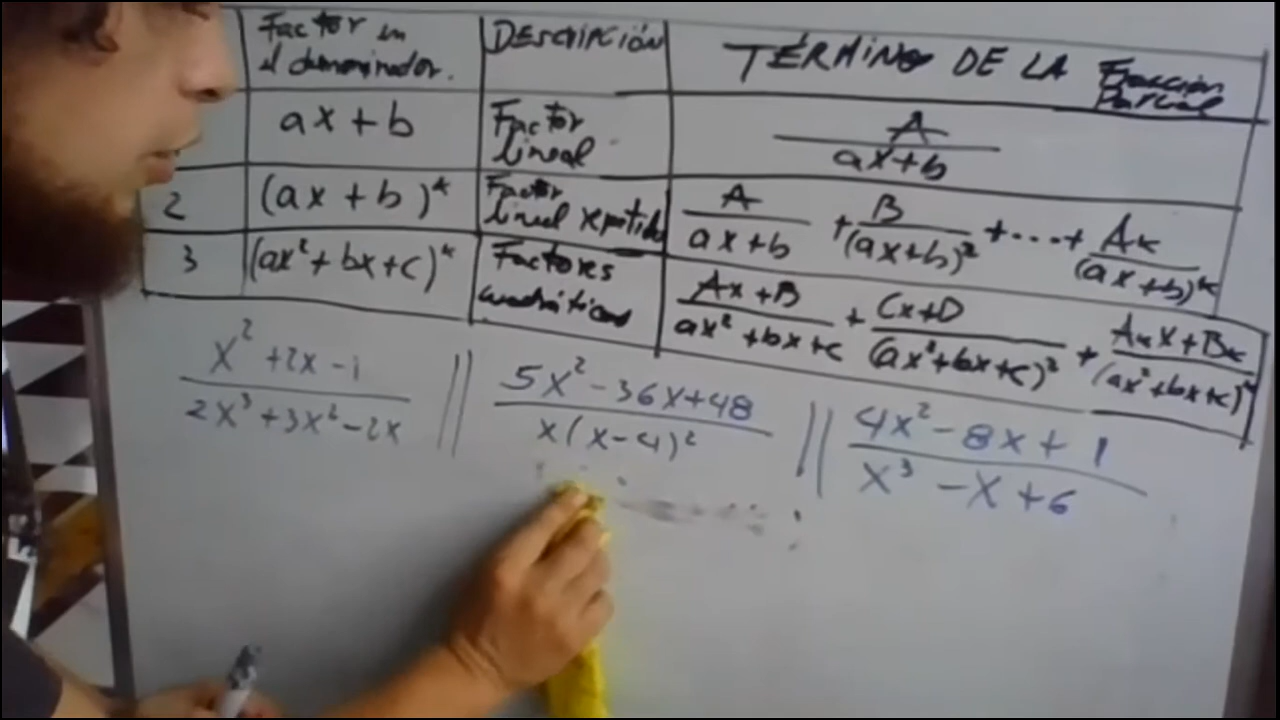 Factor en el denominador. DESCRIPCIÓN TÉRMINO DE LA Fracción Parcial
ax + b Factor lineal A/(ax+b)
2 (ax + b)^k Factor lineal repetido A/(ax+b) + B/(ax+b)² + .... + Aₖ/(ax+b)^k
3 (ax² + bx + c)^k Factores cuadráticos (Ax+B)/(ax²+bx+c) + (Cx+D)/(ax²+bx+c)² + (AₖX+Bₖ)/(ax²+bx+c)^k
(x² + 2x - 1)/(2x³ + 3x² - 2x) || (5x² - 36x + 48)/(x(x-4)²) || (4x² - 8x + 1)/(x³ - x + 6)